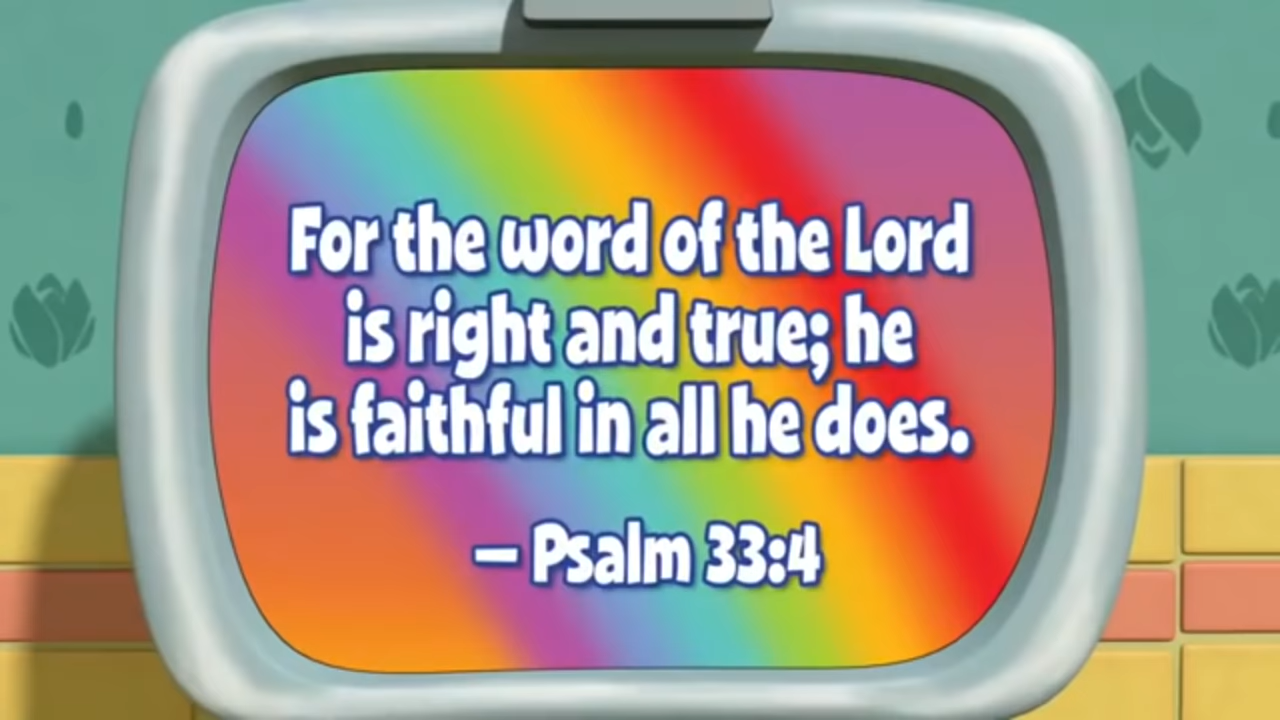 For the word of the Lord
is right and true; he
is faithful in all he does.
– Psalm 33:4